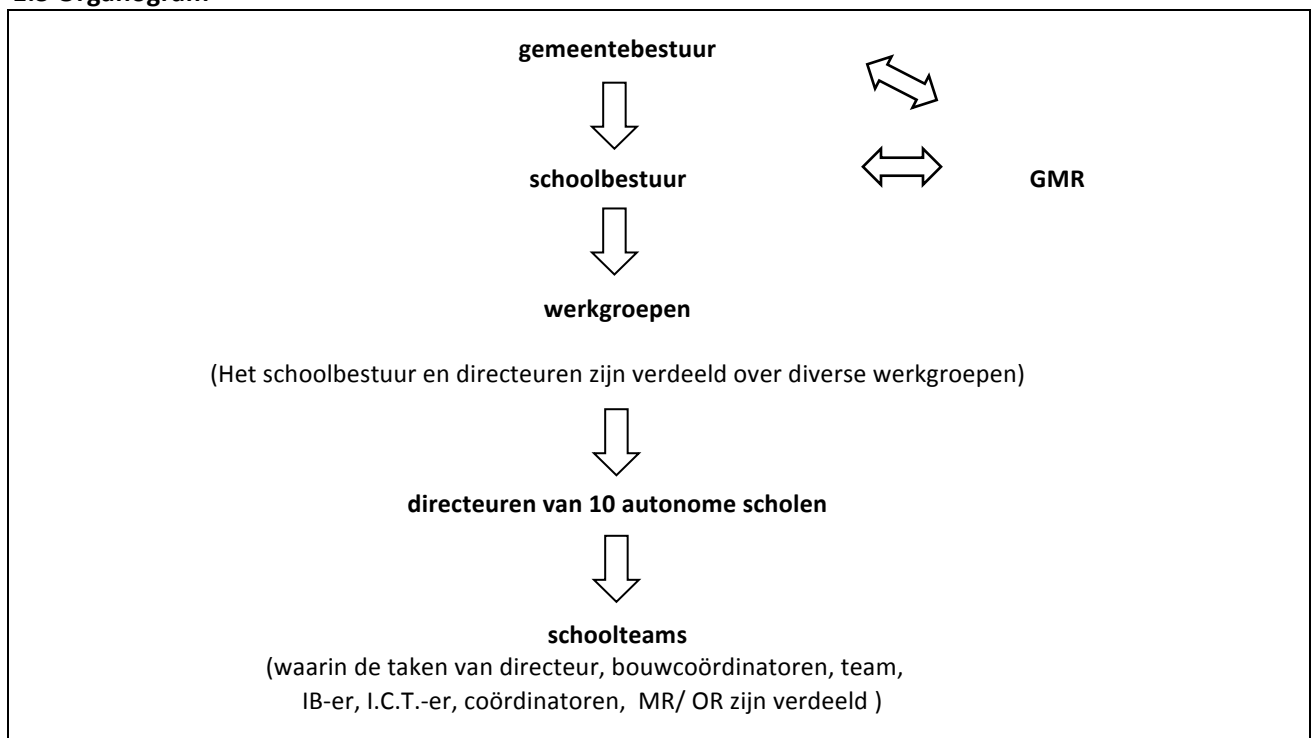 gemeentebestuur
schoolbestuur GMR
werkgroepen
(Het schoolbestuur en directeuren zijn verdeeld over diverse werkgroepen)
directeuren van 10 autonome scholen
schoolteams
(waarin de taken van directeur, bouwcoördinatoren, team,
IB-er, I.C.T.-er, coördinatoren, MR/ OR zijn verdeeld )